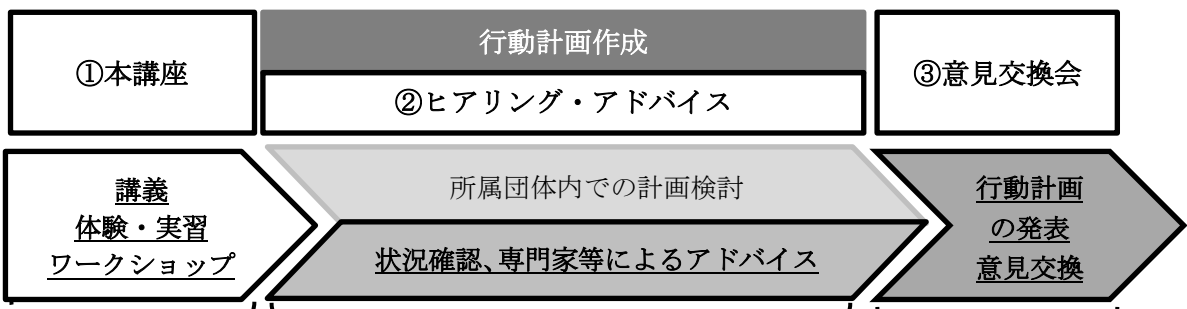 ①本講座
行動計画作成
②ヒアリング・アドバイス
③意見交換会
講義
体験・実習
ワークショップ
所属団体内での計画検討
状況確認、専門家等によるアドバイス
行動計画
の発表
意見交換